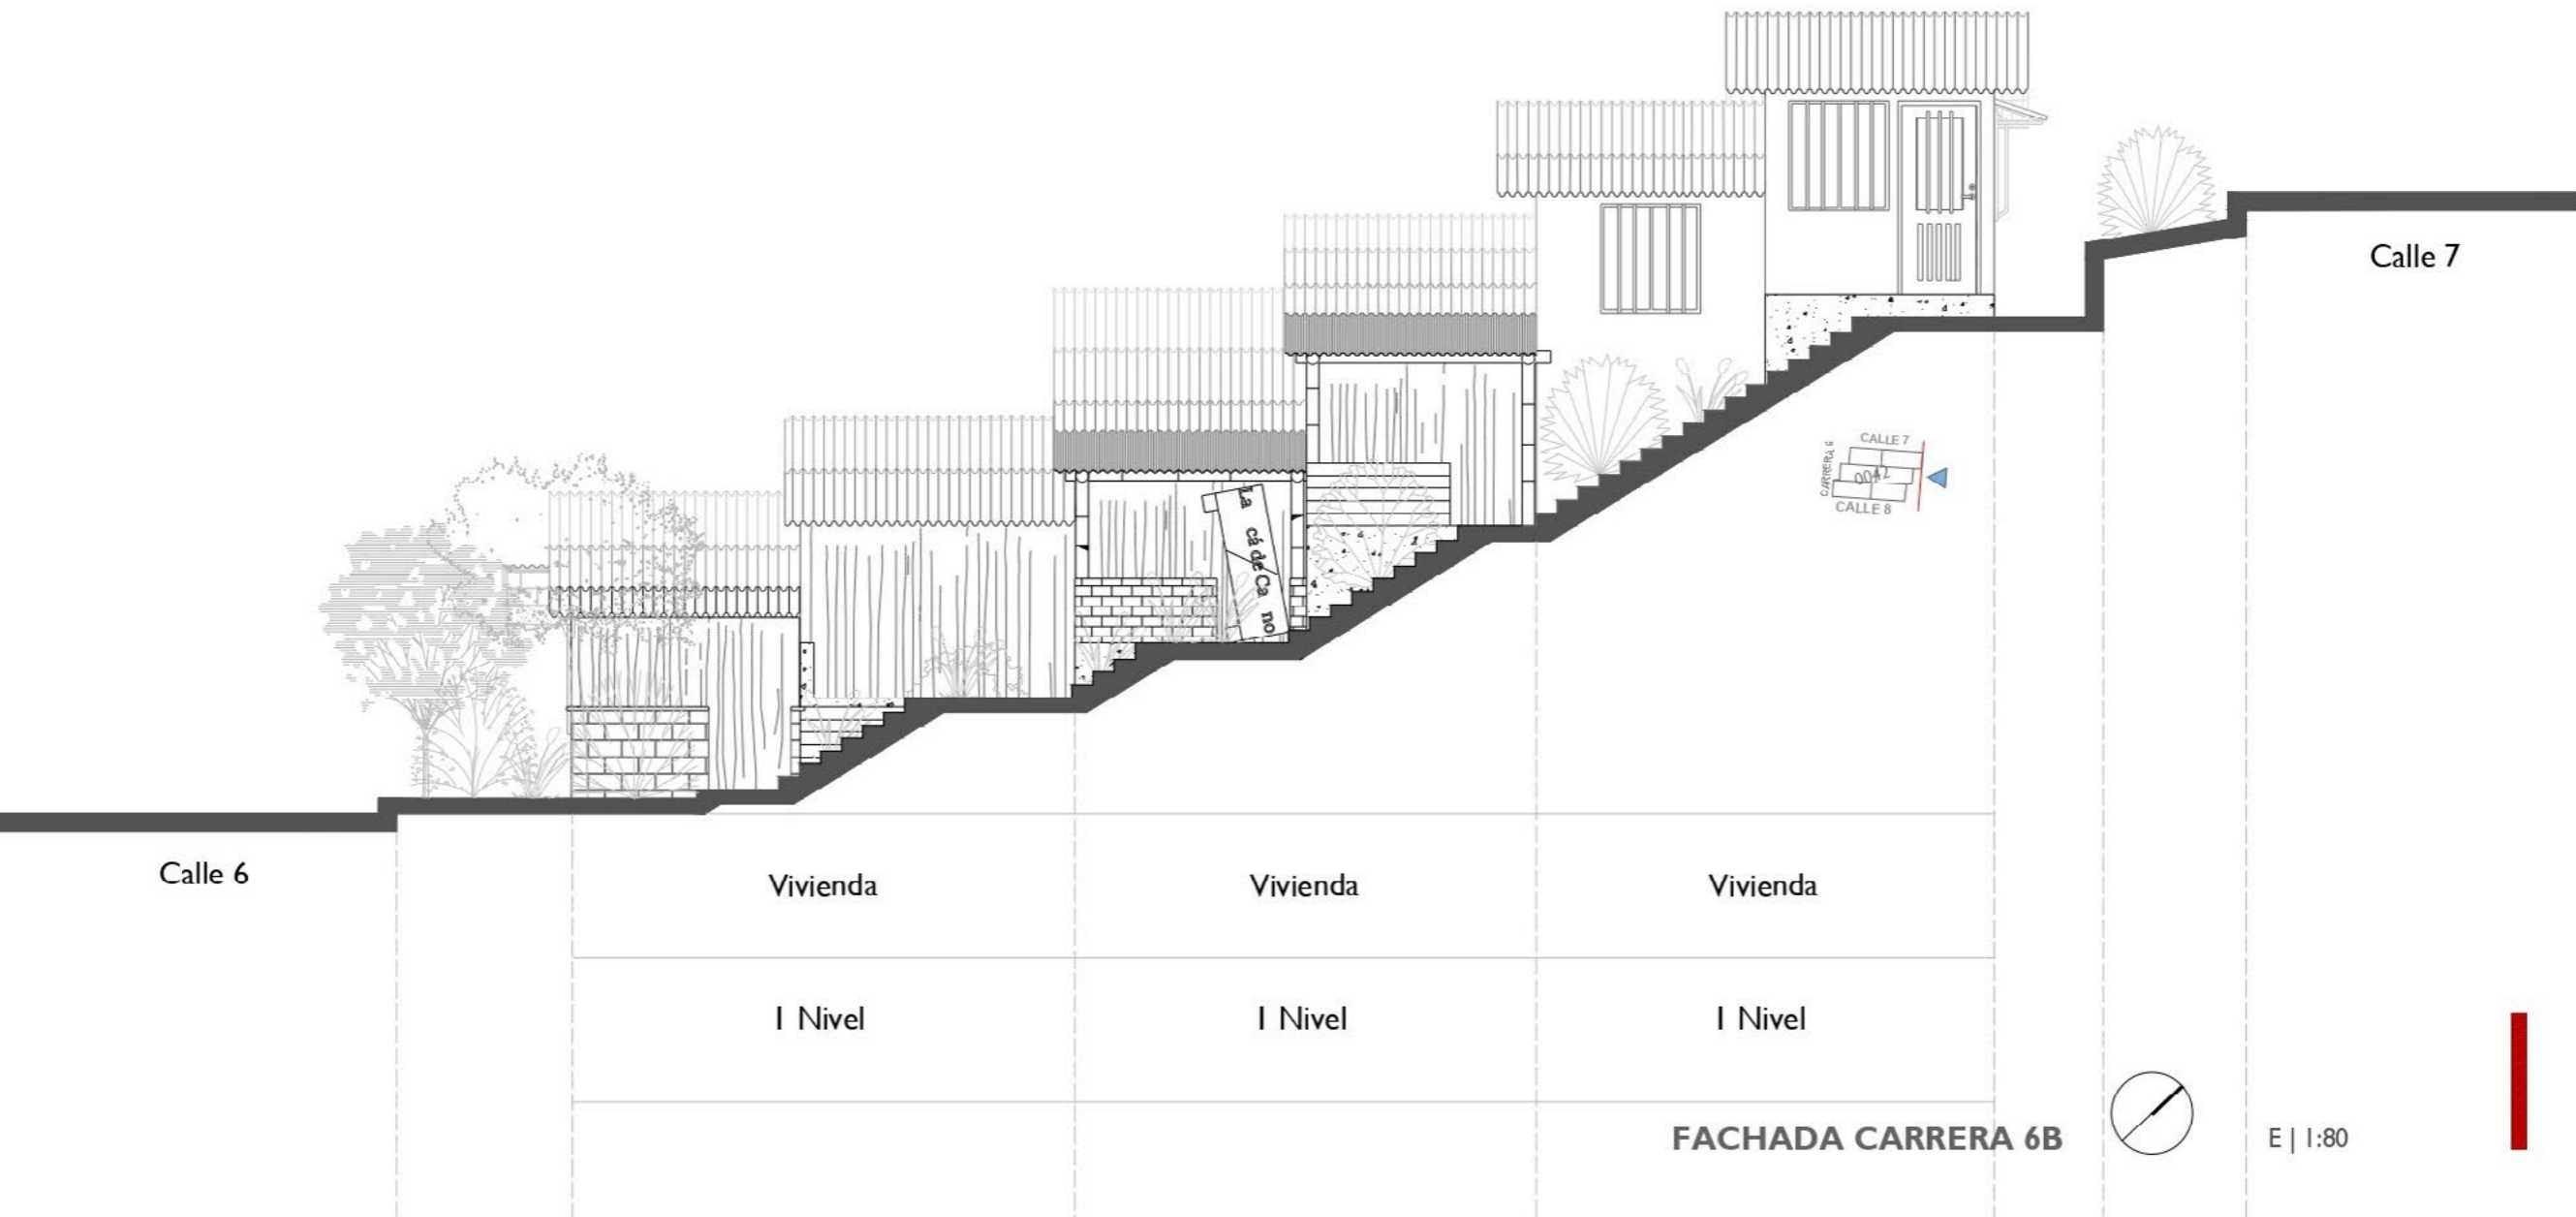 Calle 7
CALLE 7
CARRERA 6
0042
CALLE 8
La cá de Ca no
Calle 6
Vivienda Vivienda Vivienda
1 Nivel 1 Nivel 1 Nivel
FACHADA CARRERA 6B
E | 1:80